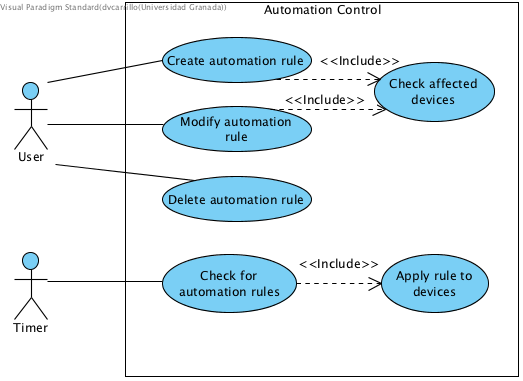 Visual Paradigm Standard(dvcarrillo(Universidad Granada))
Automation Control
Create automation rule
<<Include>>
Check affected
devices
<<Include>>
Modify automation
rule
User
Delete automation rule
<<Include>>
Check for
automation rules
Apply rule to
devices
Timer